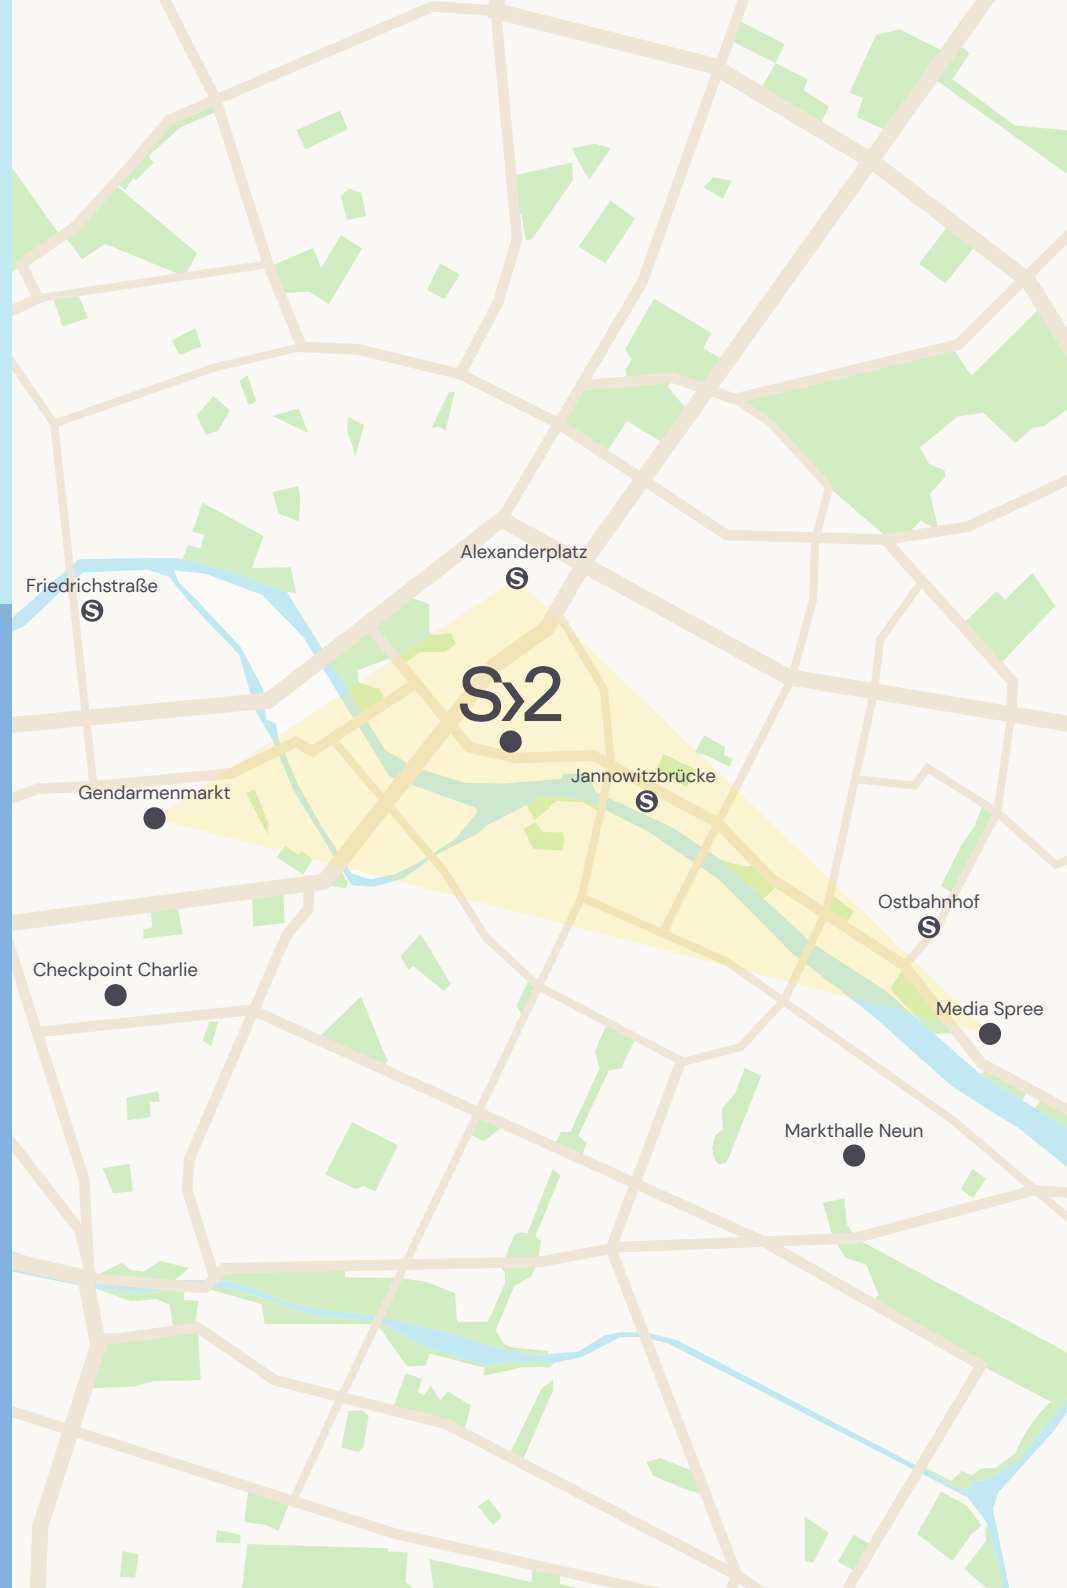 Alexanderplatz
S
Friedrichstraße
S
S›2
Jannowitzbrücke
S
Gendarmenmarkt
Ostbahnhof
S
Checkpoint Charlie
Media Spree
Markthalle Neun